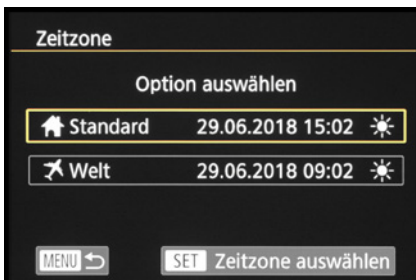 Zeitzone
Option auswählen
Standard 29.06.2018 15:02
Welt 29.06.2018 09:02
MENU SET Zeitzone auswählen